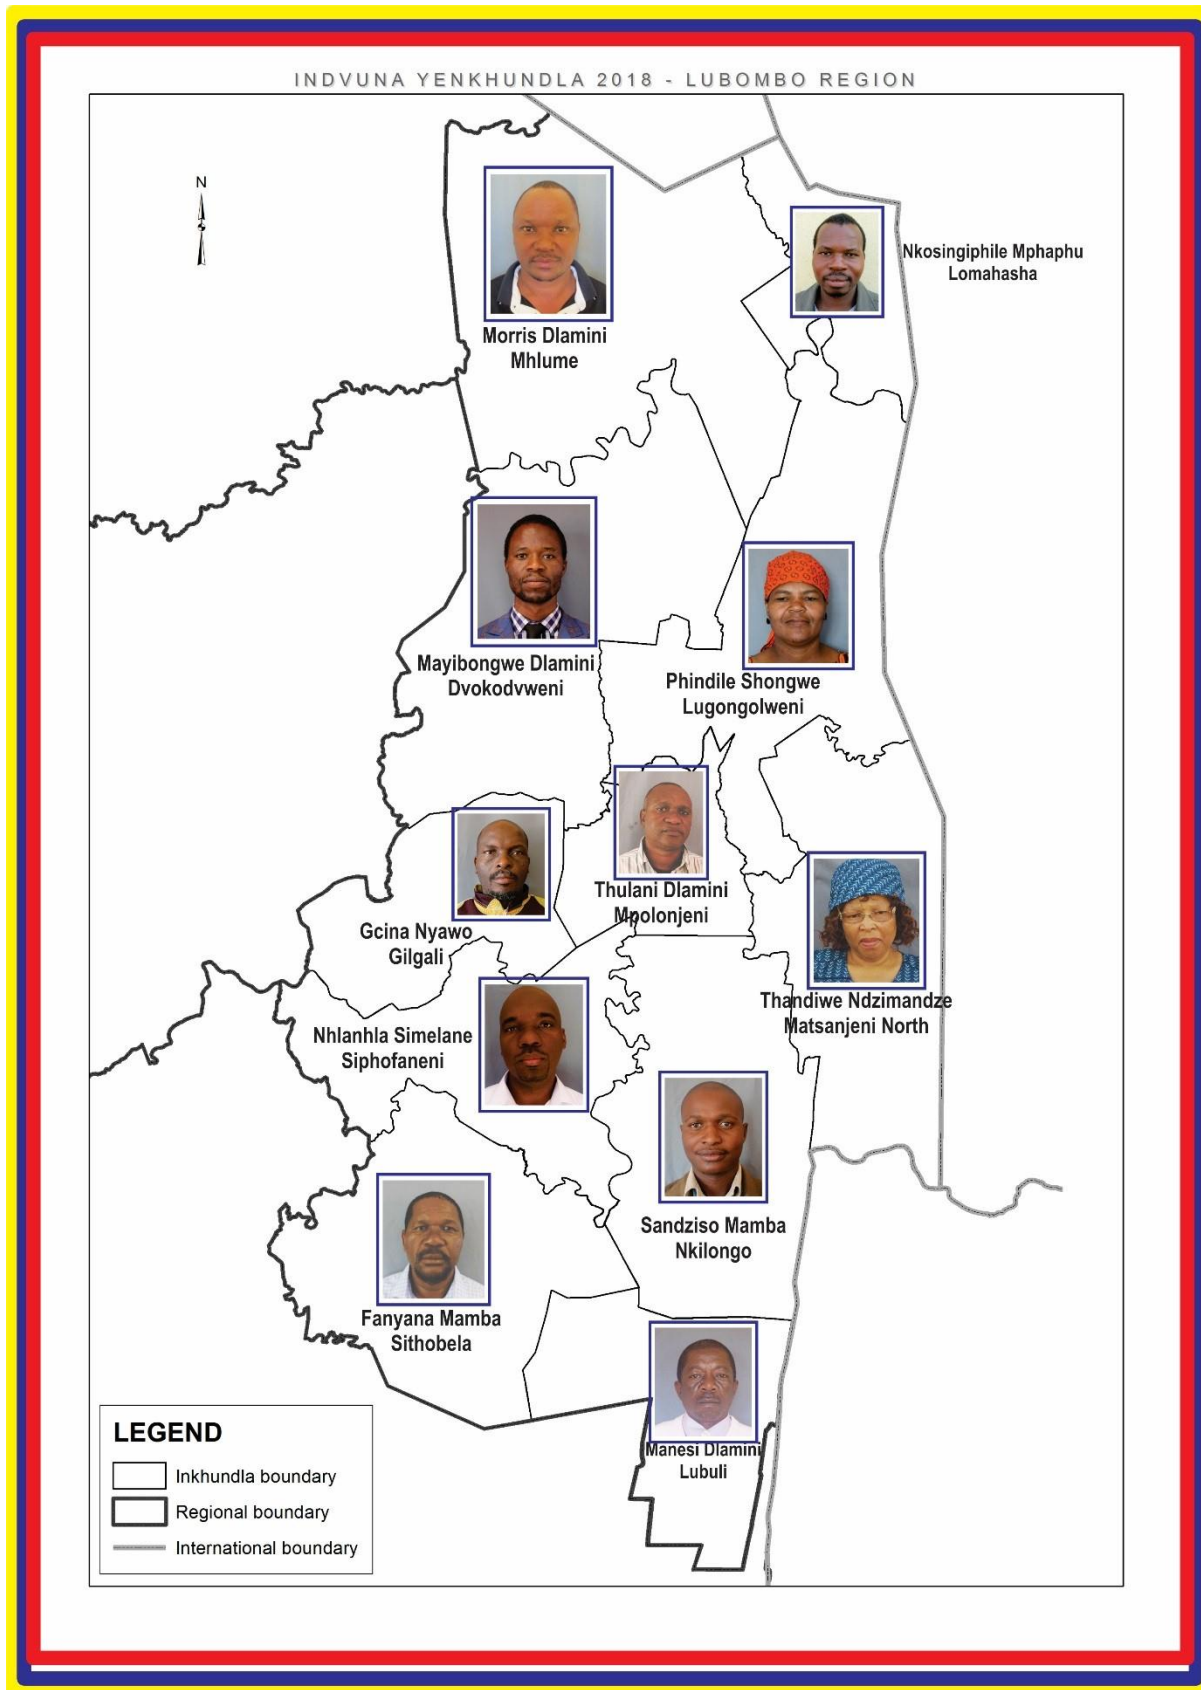 INDVUNA YENKHUNDLA 2018 - LUBOMBO REGION
N
Nkosingiphile Mphaphu
Lomahasha
Morris Dlamini
Mhlume
Mayibongwe Dlamini
Dvokodvweni
Phindile Shongwe
Lugongolweni
Thulani Dlamini
Mpolonjeni
Gcina Nyawo
Gilgali
Thandiwe Ndzimandze
Matsanjeni North
Nhlanhla Simelane
Siphofaneni
Sandziso Mamba
Nkilongo
Fanyana Mamba
Sithobela
Manesi Dlamini
Lubuli
LEGEND
Inkhundla boundary
Regional boundary
International boundary